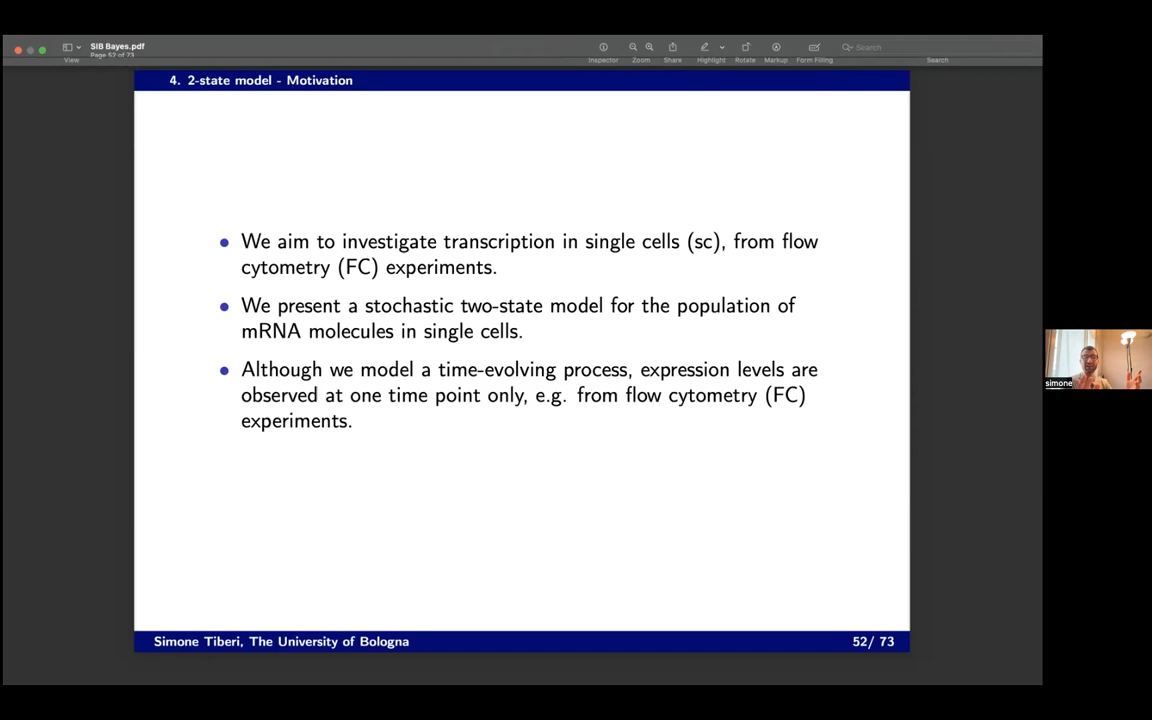 SIB Bayes.pdf
Page 52 of 73
View
Inspector
Zoom
Share
Highlight
Rotate
Markup
Form Filling
Search
Search
4. 2-state model - Motivation
• We aim to investigate transcription in single cells (sc), from flow
cytometry (FC) experiments.
• We present a stochastic two-state model for the population of
mRNA molecules in single cells.
• Although we model a time-evolving process, expression levels are
observed at one time point only, e.g. from flow cytometry (FC)
experiments.
simone
Simone Tiberi, The University of Bologna
52/ 73